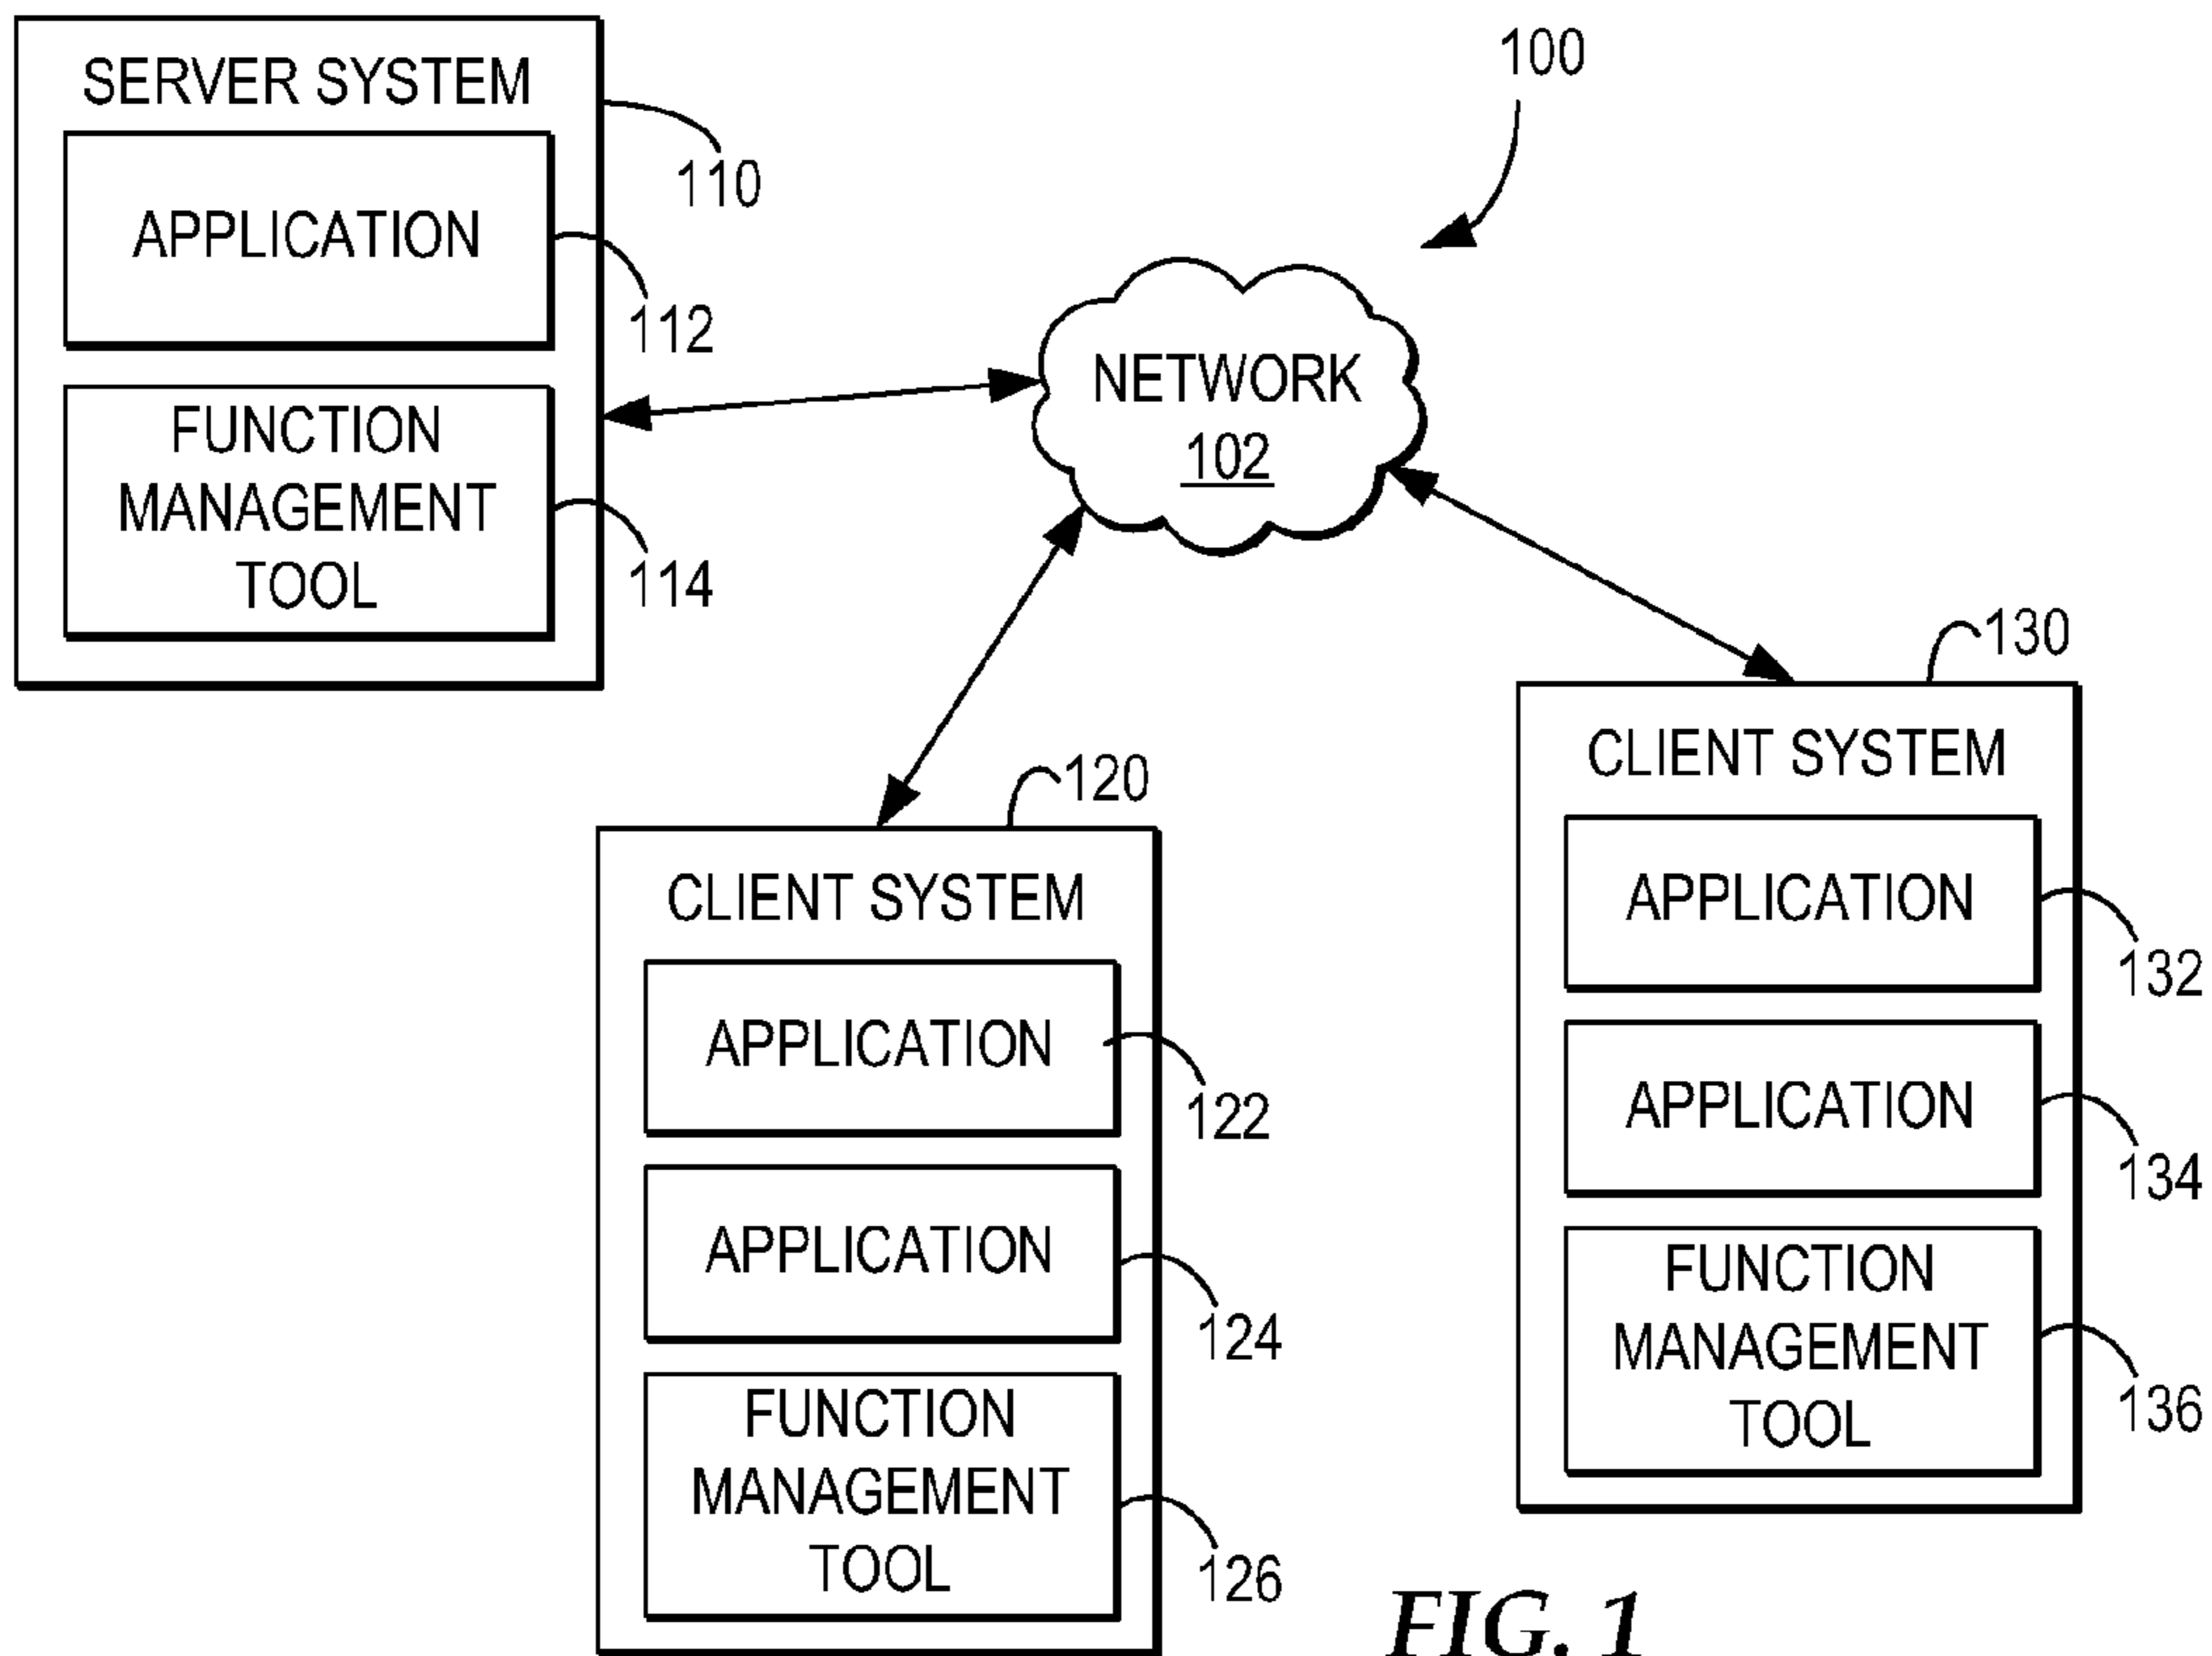 100
SERVER SYSTEM
110
APPLICATION
112
FUNCTION
MANAGEMENT
TOOL
114
NETWORK
102
120
CLIENT SYSTEM
APPLICATION
122
APPLICATION
124
FUNCTION
MANAGEMENT
TOOL
126
130
CLIENT SYSTEM
APPLICATION
132
APPLICATION
134
FUNCTION
MANAGEMENT
TOOL
136
FIG. 1